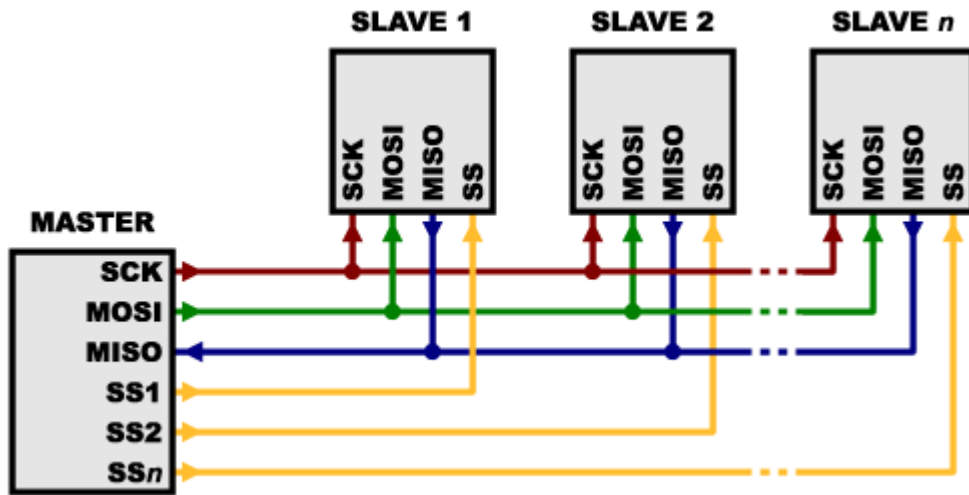 SLAVE 1
SLAVE 2
SLAVE n
SCK
MOSI
MISO
SS
SCK
MOSI
MISO
SS
SCK
MOSI
MISO
SS
MASTER
SCK
MOSI
MISO
SS1
SS2
SSn